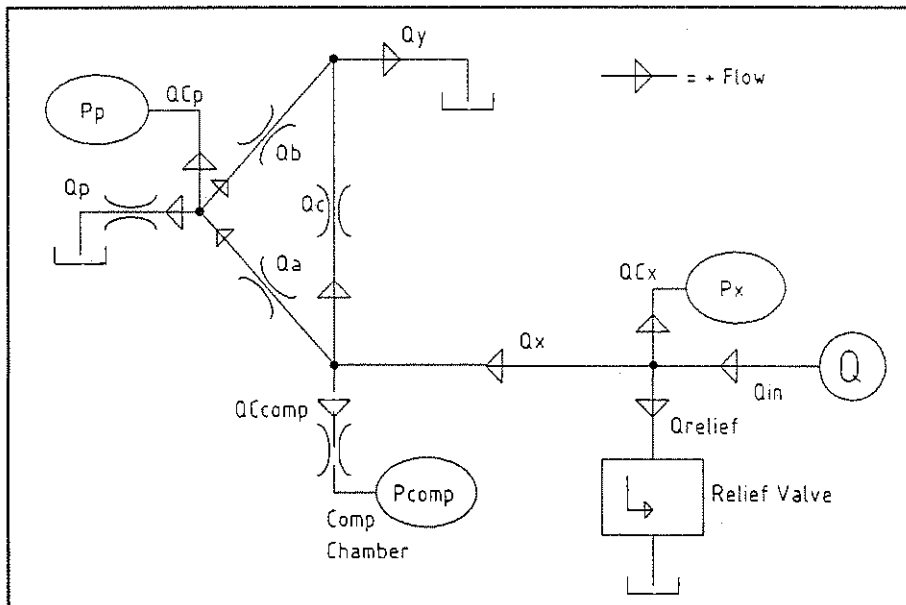 Qy
= + Flow
Pp
QCp
Qb
Qp
Qc
Qa
QCx
Px
Qx
Q
Qin
QCcomp
Qrelief
Pcomp
Relief Valve
Comp
Chamber